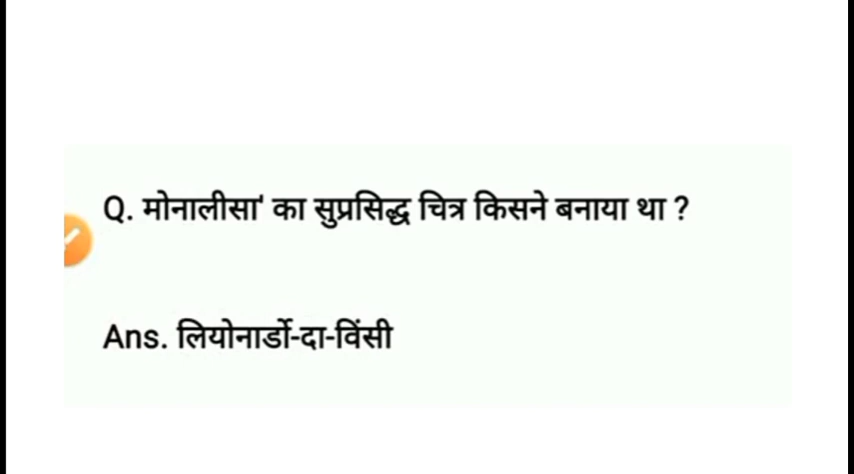 Q. मोनालीसा' का सुप्रसिद्ध चित्र किसने बनाया था ?
Ans. लियोनार्डो-दा-विंसी